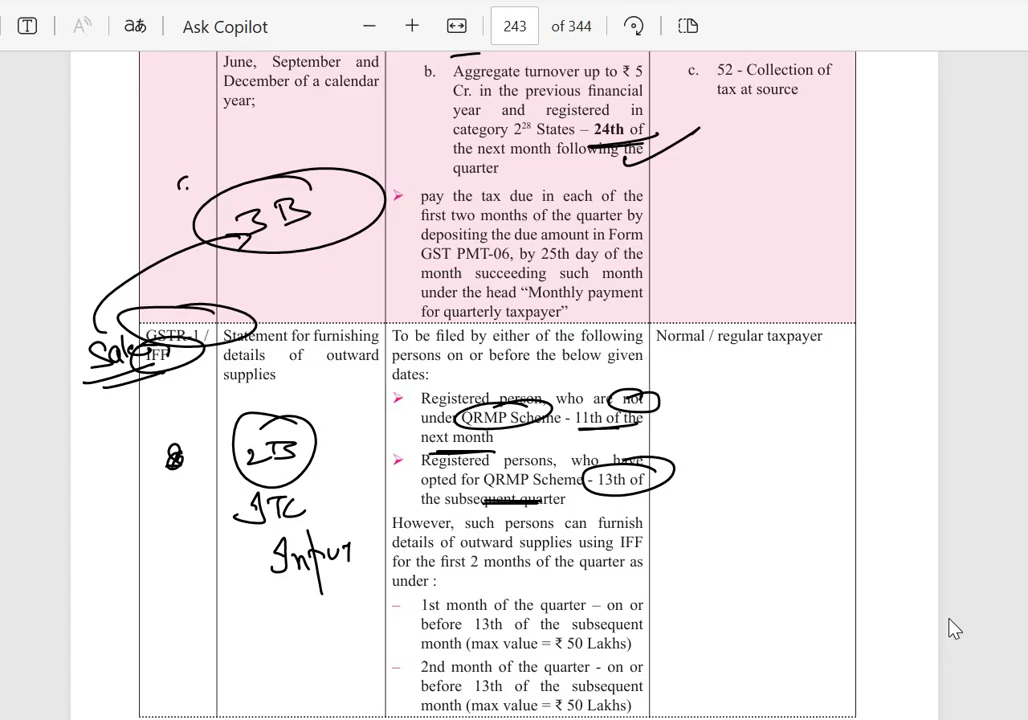 Ask Copilot
243 of 344
June, September and
December of a calendar
year;
b. Aggregate turnover up to ₹ 5
Cr. in the previous financial
year and registered in
category 2²⁸ States – 24th of
the next month following the
quarter
➢ pay the tax due in each of the
first two months of the quarter by
depositing the due amount in Form
GST PMT-06, by 25th day of the
month succeeding such month
under the head “Monthly payment
for quarterly taxpayer”
c. 52 - Collection of
tax at source
3B
Sale
GSTR-1 /
IFF
Statement for furnishing
details of outward
supplies
2B
ITC
Input
To be filed by either of the following
persons on or before the below given
dates:
➢ Registered person, who are not
under QRMP Scheme - 11th of the
next month
➢ Registered persons, who have
opted for QRMP Scheme - 13th of
the subsequent quarter
However, such persons can furnish
details of outward supplies using IFF
for the first 2 months of the quarter as
under :
– 1st month of the quarter – on or
before 13th of the subsequent
month (max value = ₹ 50 Lakhs)
– 2nd month of the quarter - on or
before 13th of the subsequent
month (max value = ₹ 50 Lakhs)
Normal / regular taxpayer